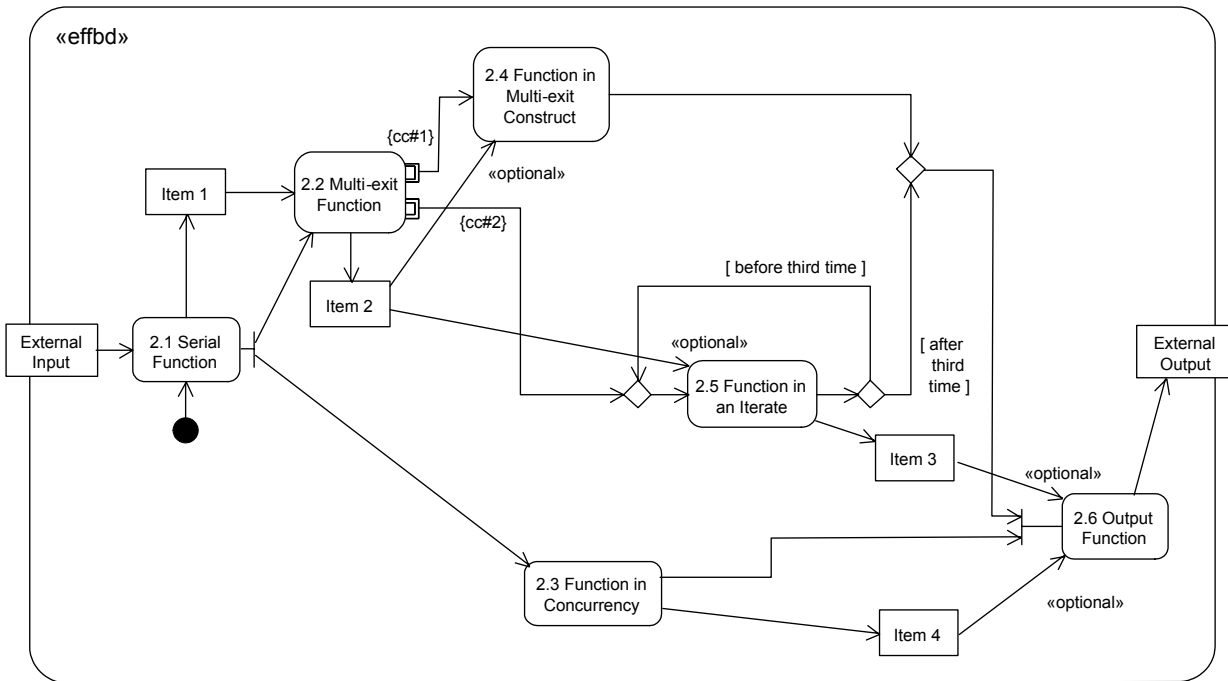 «effbd»
2.4 Function in
Multi-exit
Construct
{cc#1}
«optional»
2.2 Multi-exit
Function
Item 1
{cc#2}
[ before third time ]
Item 2
External
Input
2.1 Serial
Function
«optional»
2.5 Function in
an Iterate
[ after
third
time ]
External
Output
Item 3
«optional»
2.6 Output
Function
2.3 Function in
Concurrency
«optional»
Item 4